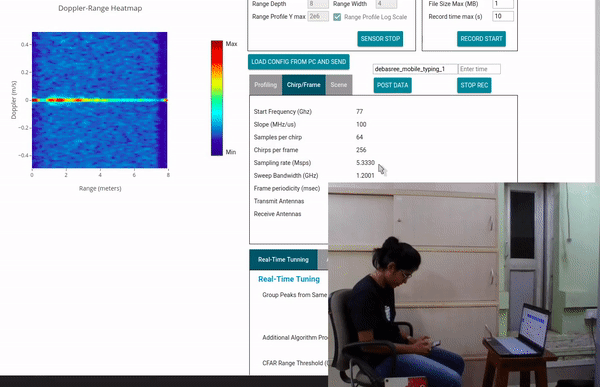 Doppler-Range Heatmap
0.4
0.2
0
−0.2
−0.4
Doppler (m/s)
0 2 4 6 8
Range (meters)
Max
Min
Range Depth 8 Range Width 4
Range Profile Y max 2e6 Range Profile Log Scale
SENSOR STOP
File Size Max (MB) 1
Record time max (s) 10
RECORD START
LOAD CONFIG FROM PC AND SEND
debasree_mobile_typing_1 Enter time
Profiling Chirp/Frame Scene
POST DATA STOP REC
Start Frequency (Ghz) 77
Slope (MHz/us) 100
Samples per chirp 64
Chirps per frame 256
Sampling rate (Msps) 5.3330
Sweep Bandwidth (GHz) 1.2001
Frame periodicity (msec)
Transmit Antennas
Receive Antennas
Real-Time Tunning
Real-Time Tuning
Group Peaks from Same
Additional Algorithm Pro
CFAR Range Threshold (